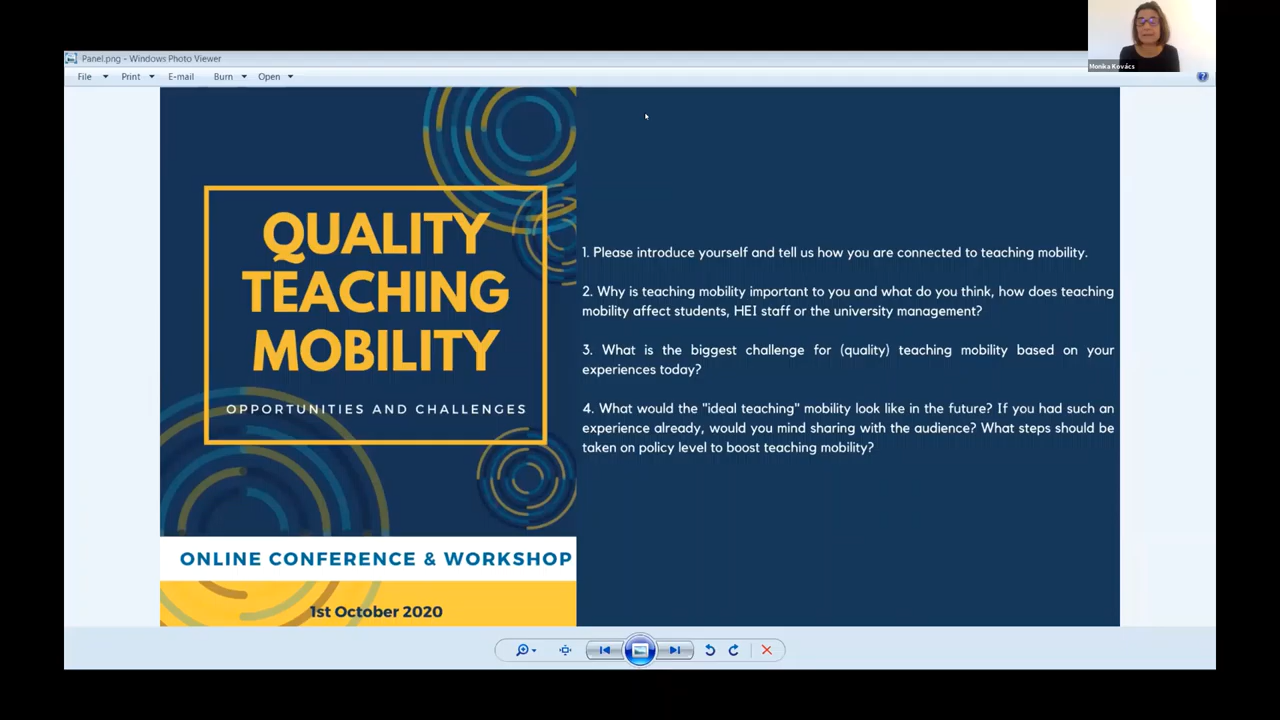 Panel.png - Windows Photo Viewer
File Print E-mail Burn Open
Monika Kovács
QUALITY
TEACHING
MOBILITY
OPPORTUNITIES AND CHALLENGES
ONLINE CONFERENCE & WORKSHOP
1st October 2020
1. Please introduce yourself and tell us how you are connected to teaching mobility.
2. Why is teaching mobility important to you and what do you think, how does teaching
mobility affect students, HEI staff or the university management?
3. What is the biggest challenge for (quality) teaching mobility based on your
experiences today?
4. What would the "ideal teaching" mobility look like in the future? If you had such an
experience already, would you mind sharing with the audience? What steps should be
taken on policy level to boost teaching mobility?